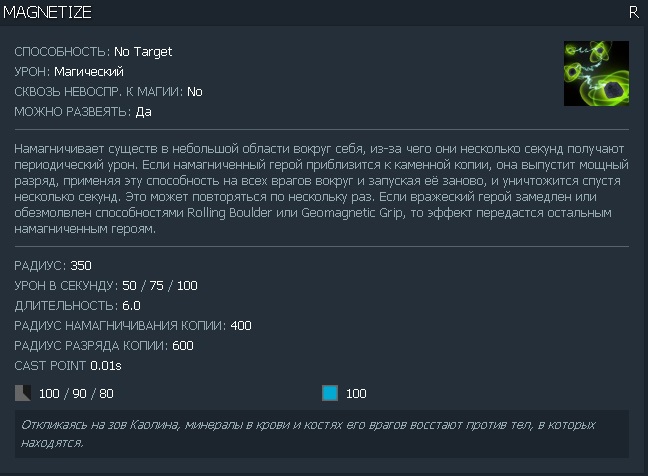 MAGNETIZE R
СПОСОБНОСТЬ: No Target
УРОН: Магический
СКВОЗЬ НЕВОСПР. К МАГИИ: No
МОЖНО РАЗВЕЯТЬ: Да
Намагничивает существ в небольшой области вокруг себя, из-за чего они несколько секунд получают
периодический урон. Если намагниченный герой приблизится к каменной копии, она выпустит мощный
разряд, применяя эту способность на всех врагов вокруг и запуская её заново, и уничтожится спустя
несколько секунд. Это может повторяться по нескольку раз. Если вражеский герой замедлен или
обезмолвлен способностями Rolling Boulder или Geomagnetic Grip, то эффект передастся остальным
намагниченным героям.
РАДИУС: 350
УРОН В СЕКУНДУ: 50 / 75 / 100
ДЛИТЕЛЬНОСТЬ: 6.0
РАДИУС НАМАГНИЧИВАНИЯ КОПИИ: 400
РАДИУС РАЗРЯДА КОПИИ: 600
CAST POINT 0.01s
100 / 90 / 80 100
Откликаясь на зов Каолина, минералы в крови и костях его врагов восстают против тел, в которых
находятся.